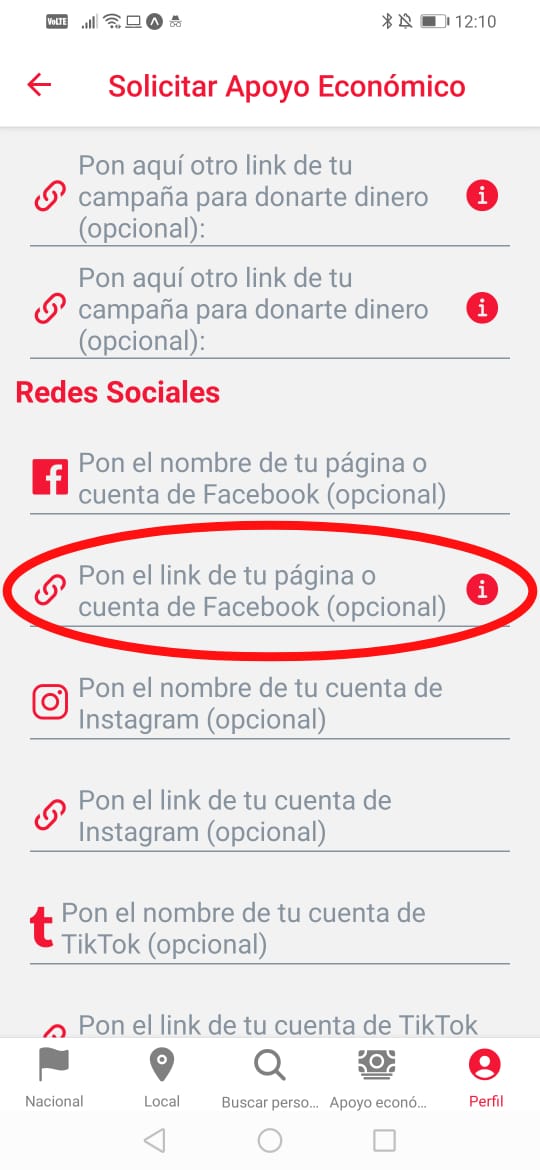 VoLTE 12:10
Solicitar Apoyo Económico
Pon aquí otro link de tu
campaña para donarte dinero
(opcional):
Pon aquí otro link de tu
campaña para donarte dinero
(opcional):
Redes Sociales
Pon el nombre de tu página o
cuenta de Facebook (opcional)
Pon el link de tu página o
cuenta de Facebook (opcional)
Pon el nombre de tu cuenta de
Instagram (opcional)
Pon el link de tu cuenta de
Instagram (opcional)
Pon el nombre de tu cuenta de
TikTok (opcional)
Pon el link de tu cuenta de TikTok
Nacional Local Buscar perso... Apoyo econó... Perfil